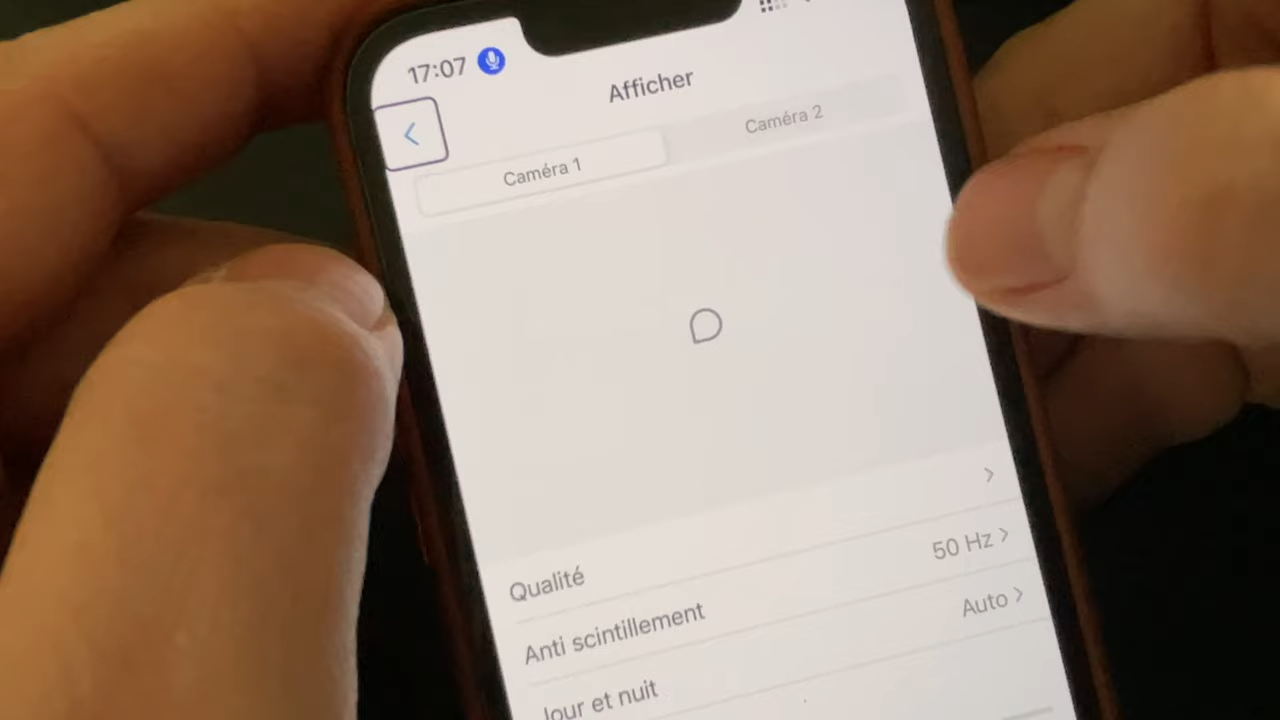 17:07
Afficher
Caméra 1
Caméra 2
Qualité
Anti scintillement
50 Hz
Jour et nuit
Auto